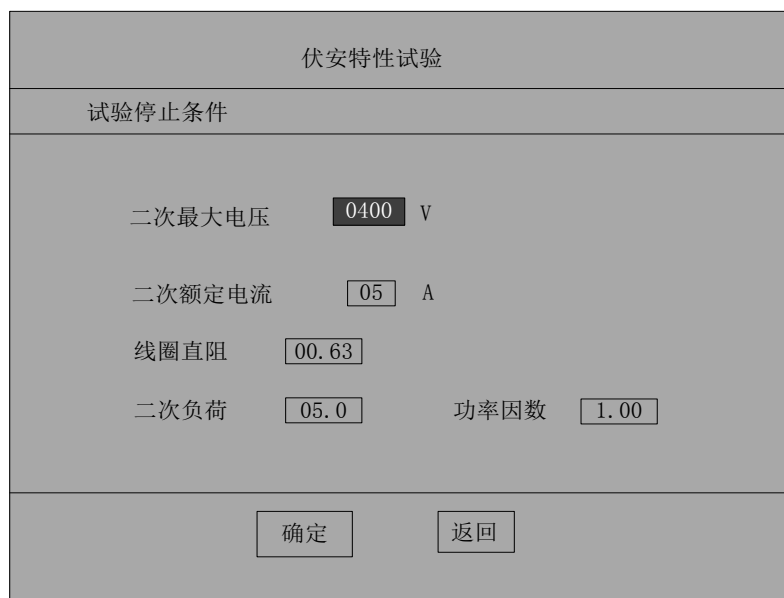 伏安特性试验
试验停止条件
二次最大电压 0400 V
二次额定电流 05 A
线圈直阻 00.63
二次负荷 05.0 功率因数 1.00
确定 返回